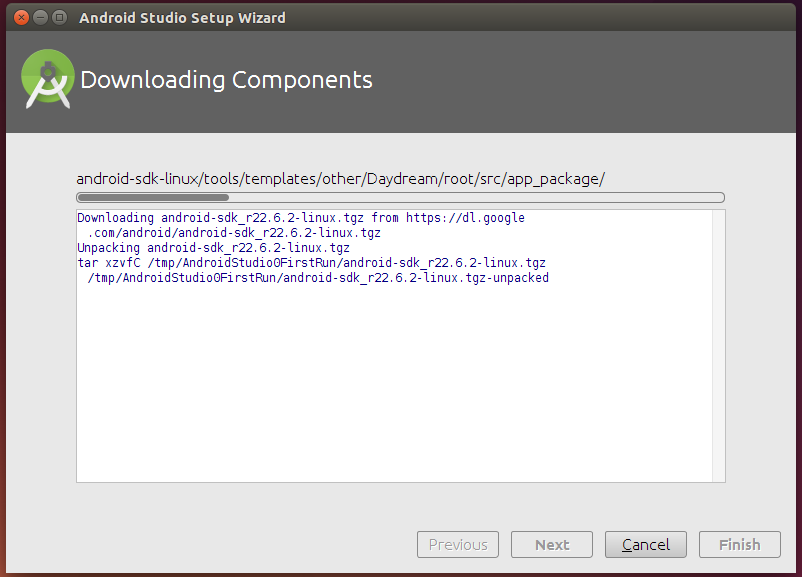 Android Studio Setup Wizard
Downloading Components
android-sdk-linux/tools/templates/other/Daydream/root/src/app_package/
Downloading android-sdk_r22.6.2-linux.tgz from https://dl.google
.com/android/android-sdk_r22.6.2-linux.tgz
Unpacking android-sdk_r22.6.2-linux.tgz
tar xzvfC /tmp/AndroidStudio0FirstRun/android-sdk_r22.6.2-linux.tgz
/tmp/AndroidStudio0FirstRun/android-sdk_r22.6.2-linux.tgz-unpacked
Previous Next Cancel Finish